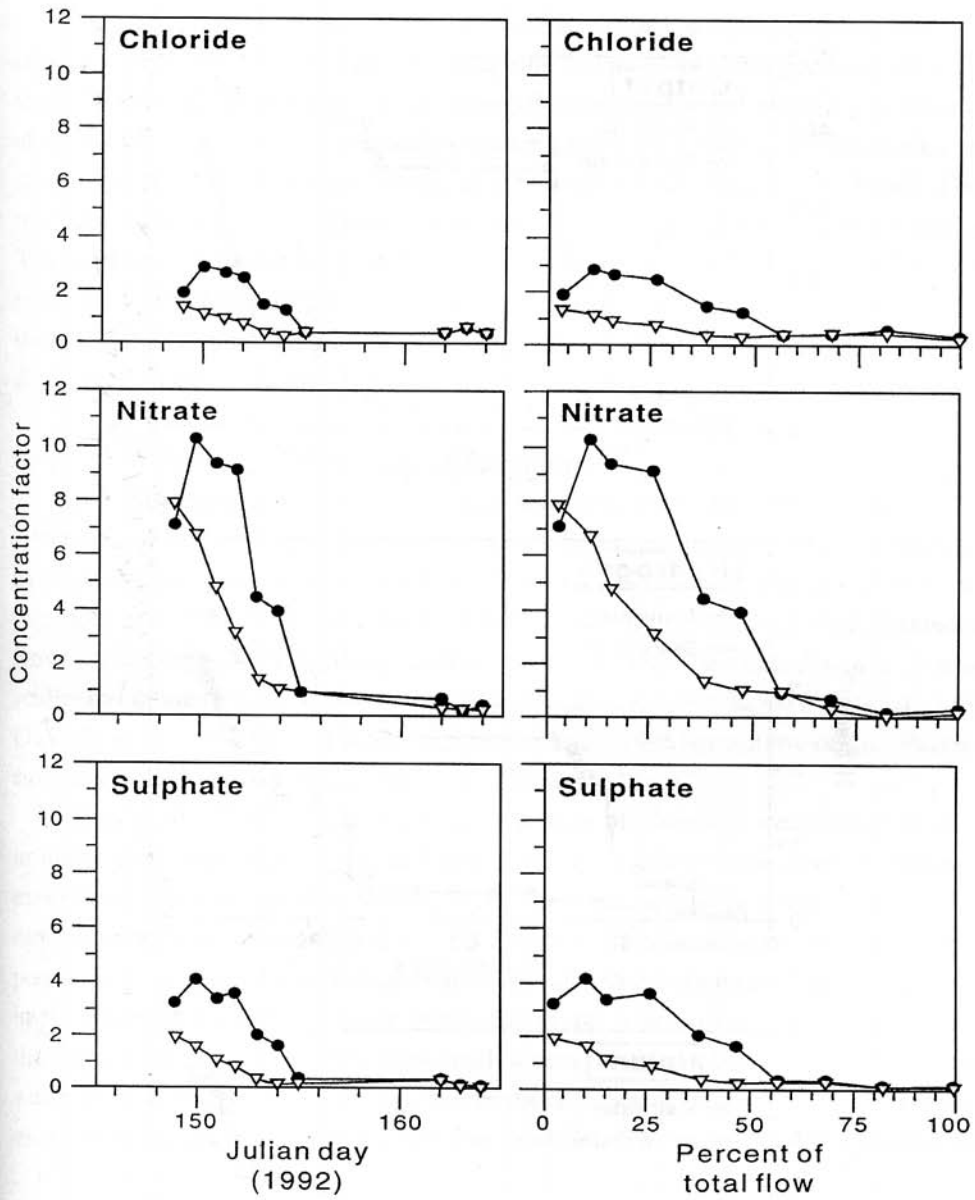 Concentration factor
12
10
8
6
4
2
0
Chloride
Chloride
12
10
8
6
4
2
0
Nitrate
Nitrate
12
10
8
6
4
2
0
Sulphate
Sulphate
150
160
Julian day
(1992)
0
25
50
75
100
Percent of
total flow